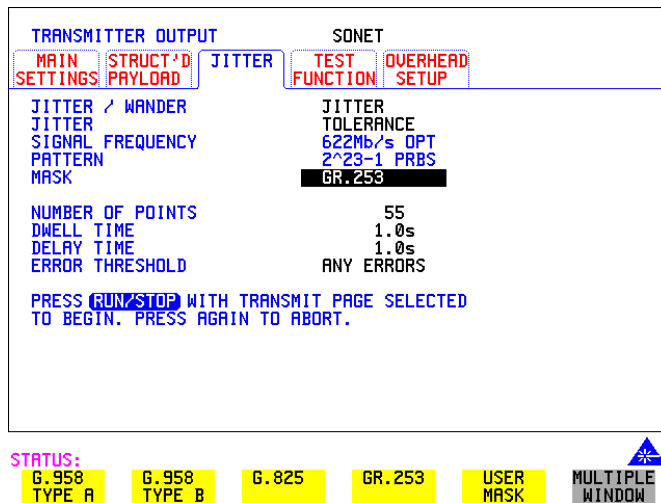 TRANSMITTER OUTPUT SONET
MAIN SETTINGS
STRUCT'D PAYLOAD
JITTER
TEST FUNCTION
OVERHEAD SETUP
JITTER / WANDER JITTER
JITTER TOLERANCE
SIGNAL FREQUENCY 622Mb/s OPT
PATTERN 2^23-1 PRBS
MASK GR.253
NUMBER OF POINTS 55
DWELL TIME 1.0s
DELAY TIME 1.0s
ERROR THRESHOLD ANY ERRORS
PRESS RUN/STOP WITH TRANSMIT PAGE SELECTED
TO BEGIN. PRESS AGAIN TO ABORT.
STATUS:
G.958 TYPE A
G.958 TYPE B
G.825
GR.253
USER MASK
MULTIPLE WINDOW